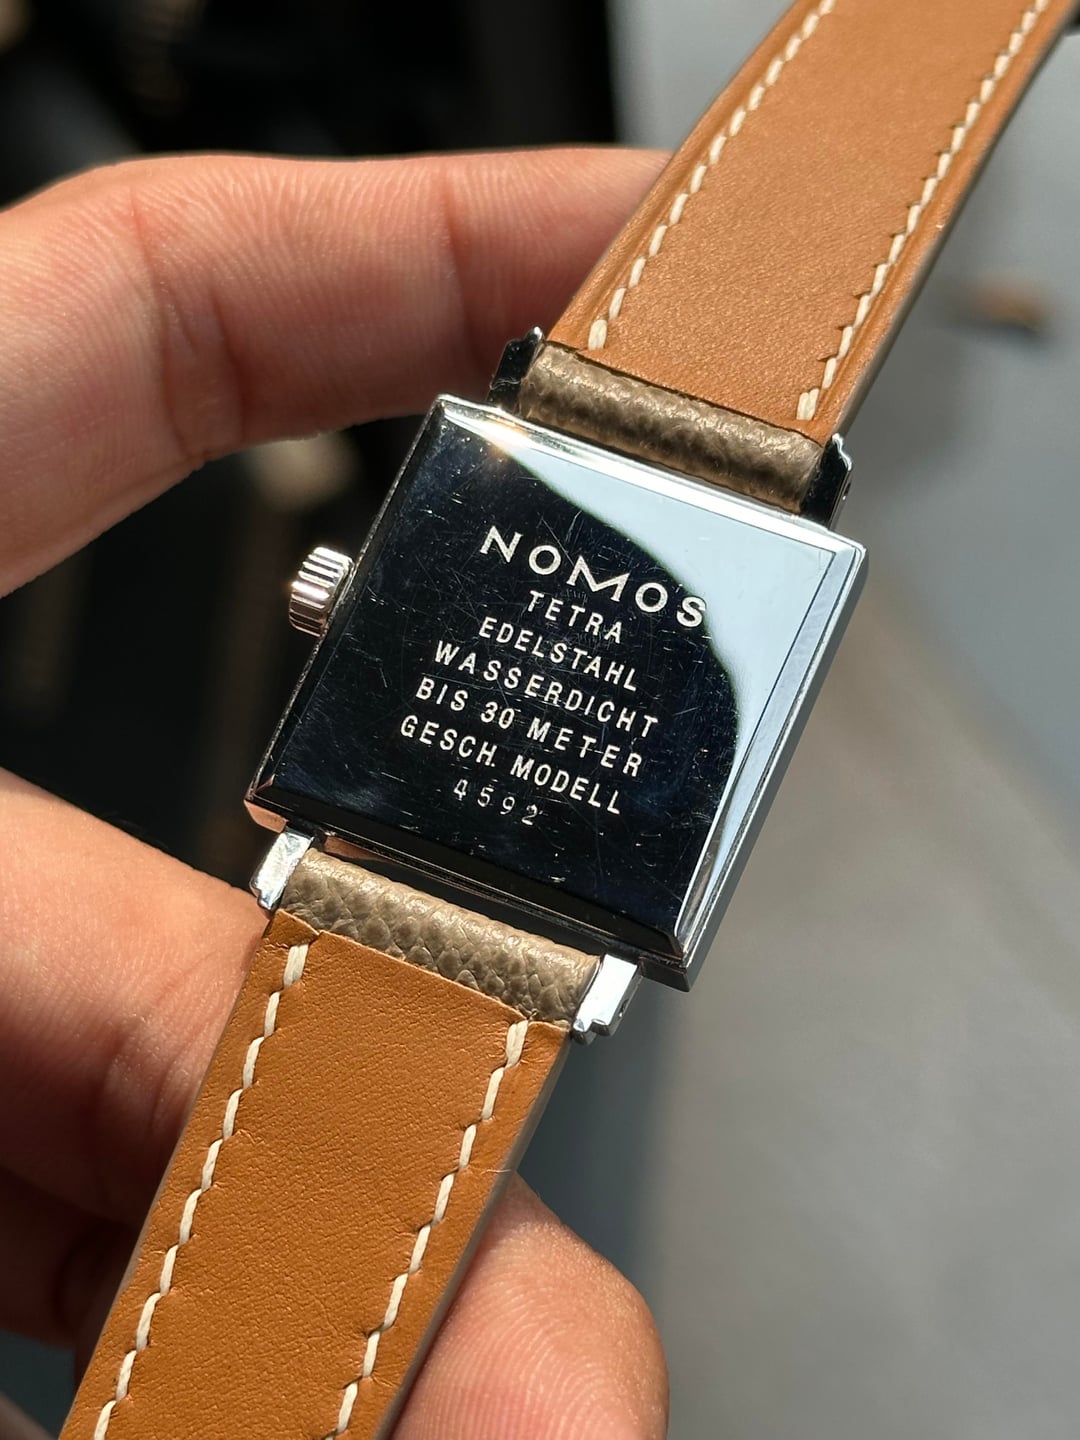 NOMOS
TETRA
EDELSTAHL
WASSERDICHT
BIS 30 METER
GESCH. MODELL
4592